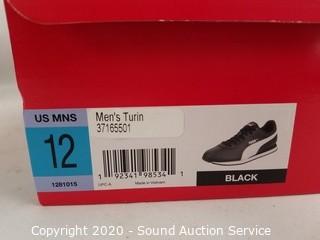 US MNS
12
1281015
Men's Turin
37165501
1 92341 98534 1
UPC-A
Made in Vietnam
BLACK
Copyright 2020 - Sound Auction Service